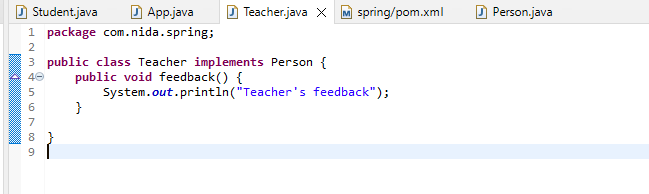 Student.java App.java Teacher.java spring/pom.xml Person.java
1 package com.nida.spring;
2
3 public class Teacher implements Person {
4 public void feedback() {
5 System.out.println("Teacher's feedback");
6 }
7
8 }
9